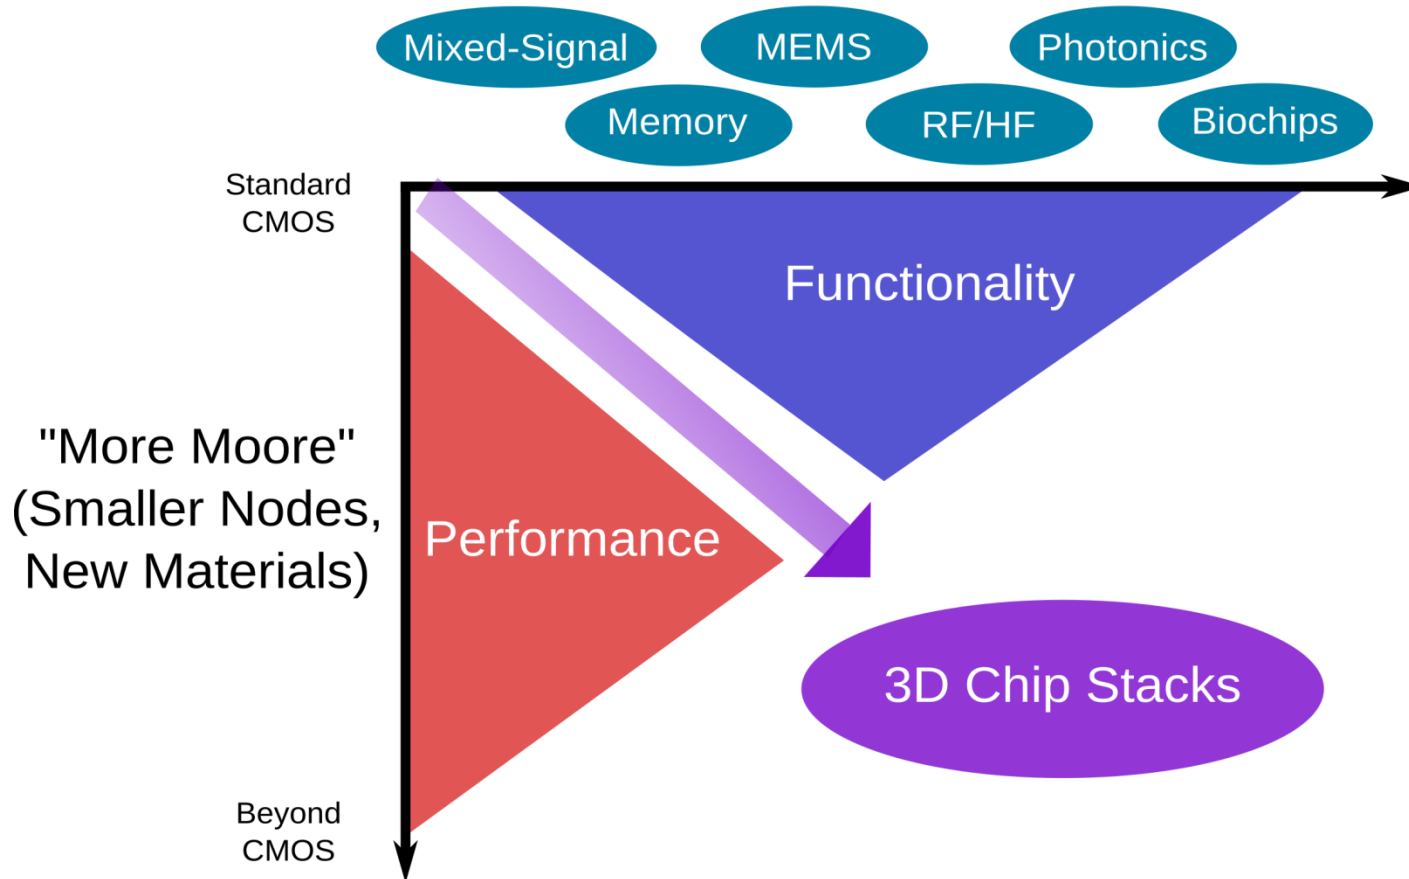 Mixed-Signal
MEMS
Photonics
Memory
RF/HF
Biochips
Standard
CMOS
Functionality
"More Moore"
(Smaller Nodes,
New Materials)
Performance
3D Chip Stacks
Beyond
CMOS